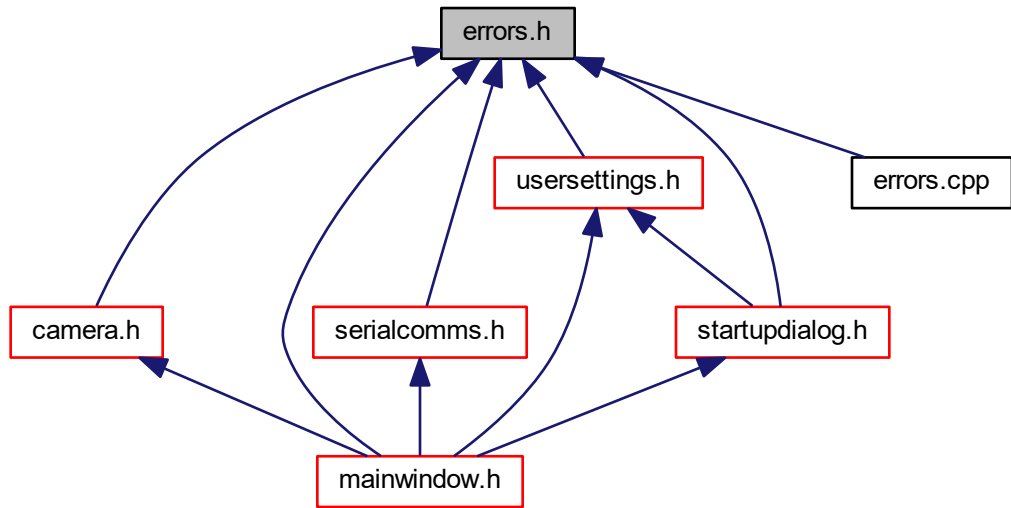 errors.h
usersettings.h
errors.cpp
camera.h
serialcomms.h
startupdialog.h
mainwindow.h